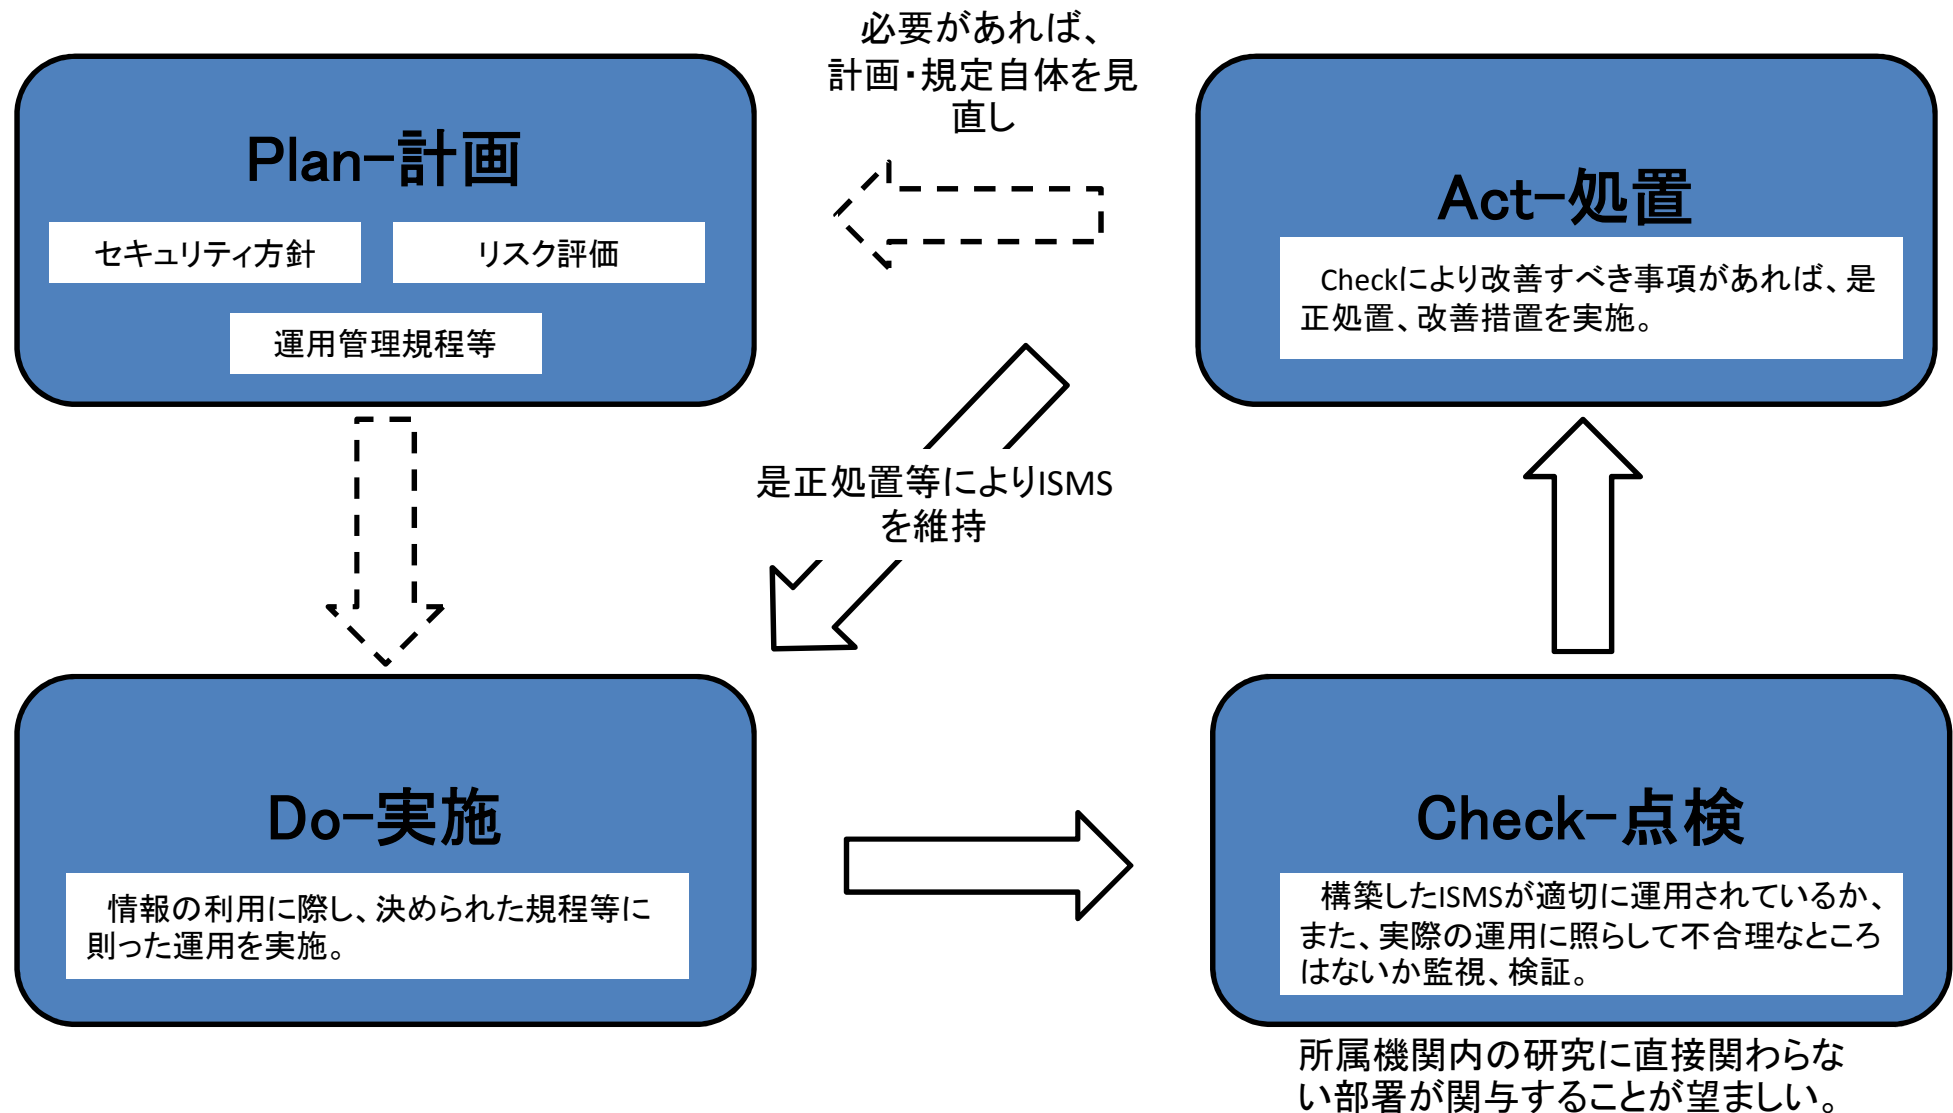 必要があれば、
計画・規定自体を見
直し
Plan-計画
セキュリティ方針
リスク評価
運用管理規程等
Act-処置
Checkにより改善すべき事項があれば、是
正処置、改善措置を実施。
是正処置等によりISMS
を維持
Do-実施
情報の利用に際し、決められた規程等に
則った運用を実施。
Check-点検
構築したISMSが適切に運用されているか、
また、実際の運用に照らして不合理なところ
はないか監視、検証。
所属機関内の研究に直接関わらな
い部署が関与することが望ましい。